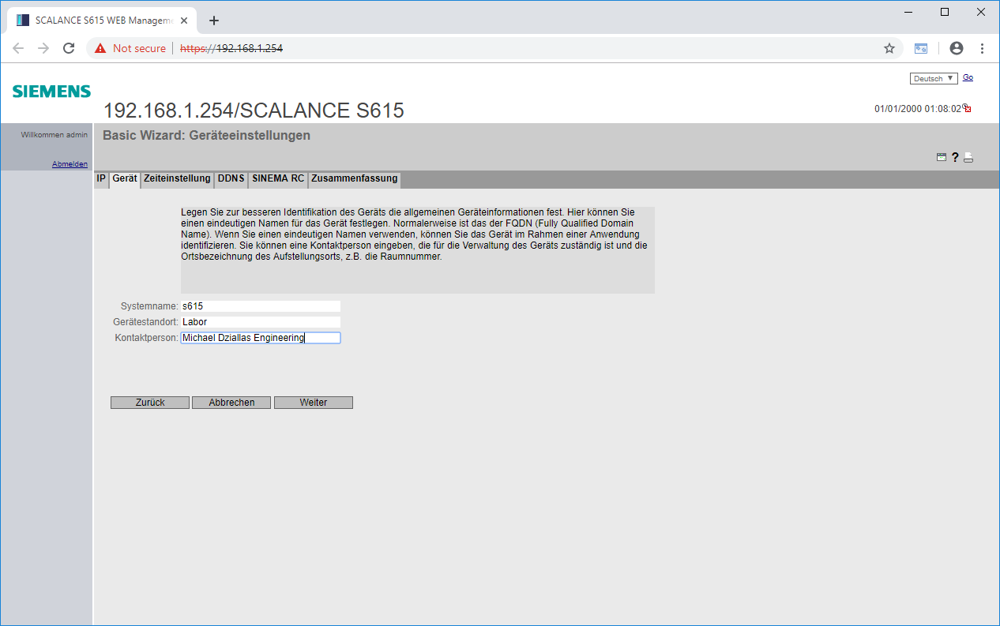 SCALANCE S615 WEB Manageme
Not secure
https://192.168.1.254
Deutsch
Go
SIEMENS
192.168.1.254/SCALANCE S615
01/01/2000 01:08:02
Willkommen admin
Basic Wizard: Geräteeinstellungen
Abmelden
?
IP Gerät Zeiteinstellung DDNS SINEMA RC Zusammenfassung
Legen Sie zur besseren Identifikation des Geräts die allgemeinen Geräteinformationen fest. Hier können Sie
einen eindeutigen Namen für das Gerät festlegen. Normalerweise ist das der FQDN (Fully Qualified Domain
Name). Wenn Sie einen eindeutigen Namen verwenden, können Sie das Gerät im Rahmen einer Anwendung
identifizieren. Sie können eine Kontaktperson eingeben, die für die Verwaltung des Geräts zuständig ist und die
Ortsbezeichnung des Aufstellungsorts, z.B. die Raumnummer.
Systemname: s615
Gerätestandort: Labor
Kontaktperson: Michael Dziallas Engineering
Zurück Abbrechen Weiter